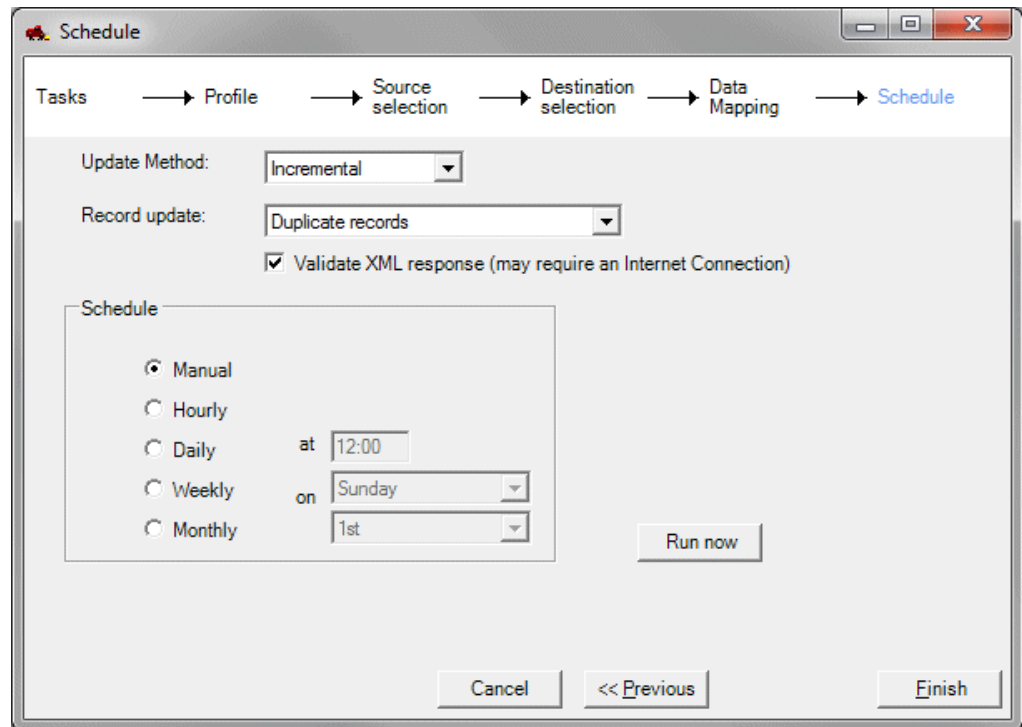 Schedule
Tasks
Profile
Source
selection
Destination
selection
Data
Mapping
Schedule
Update Method:
Incremental
Record update:
Duplicate records
Validate XML response (may require an Internet Connection)
Schedule
Manual
Hourly
Daily at 12:00
Weekly on Sunday
Monthly 1st
Run now
Cancel
<< Previous
Finish